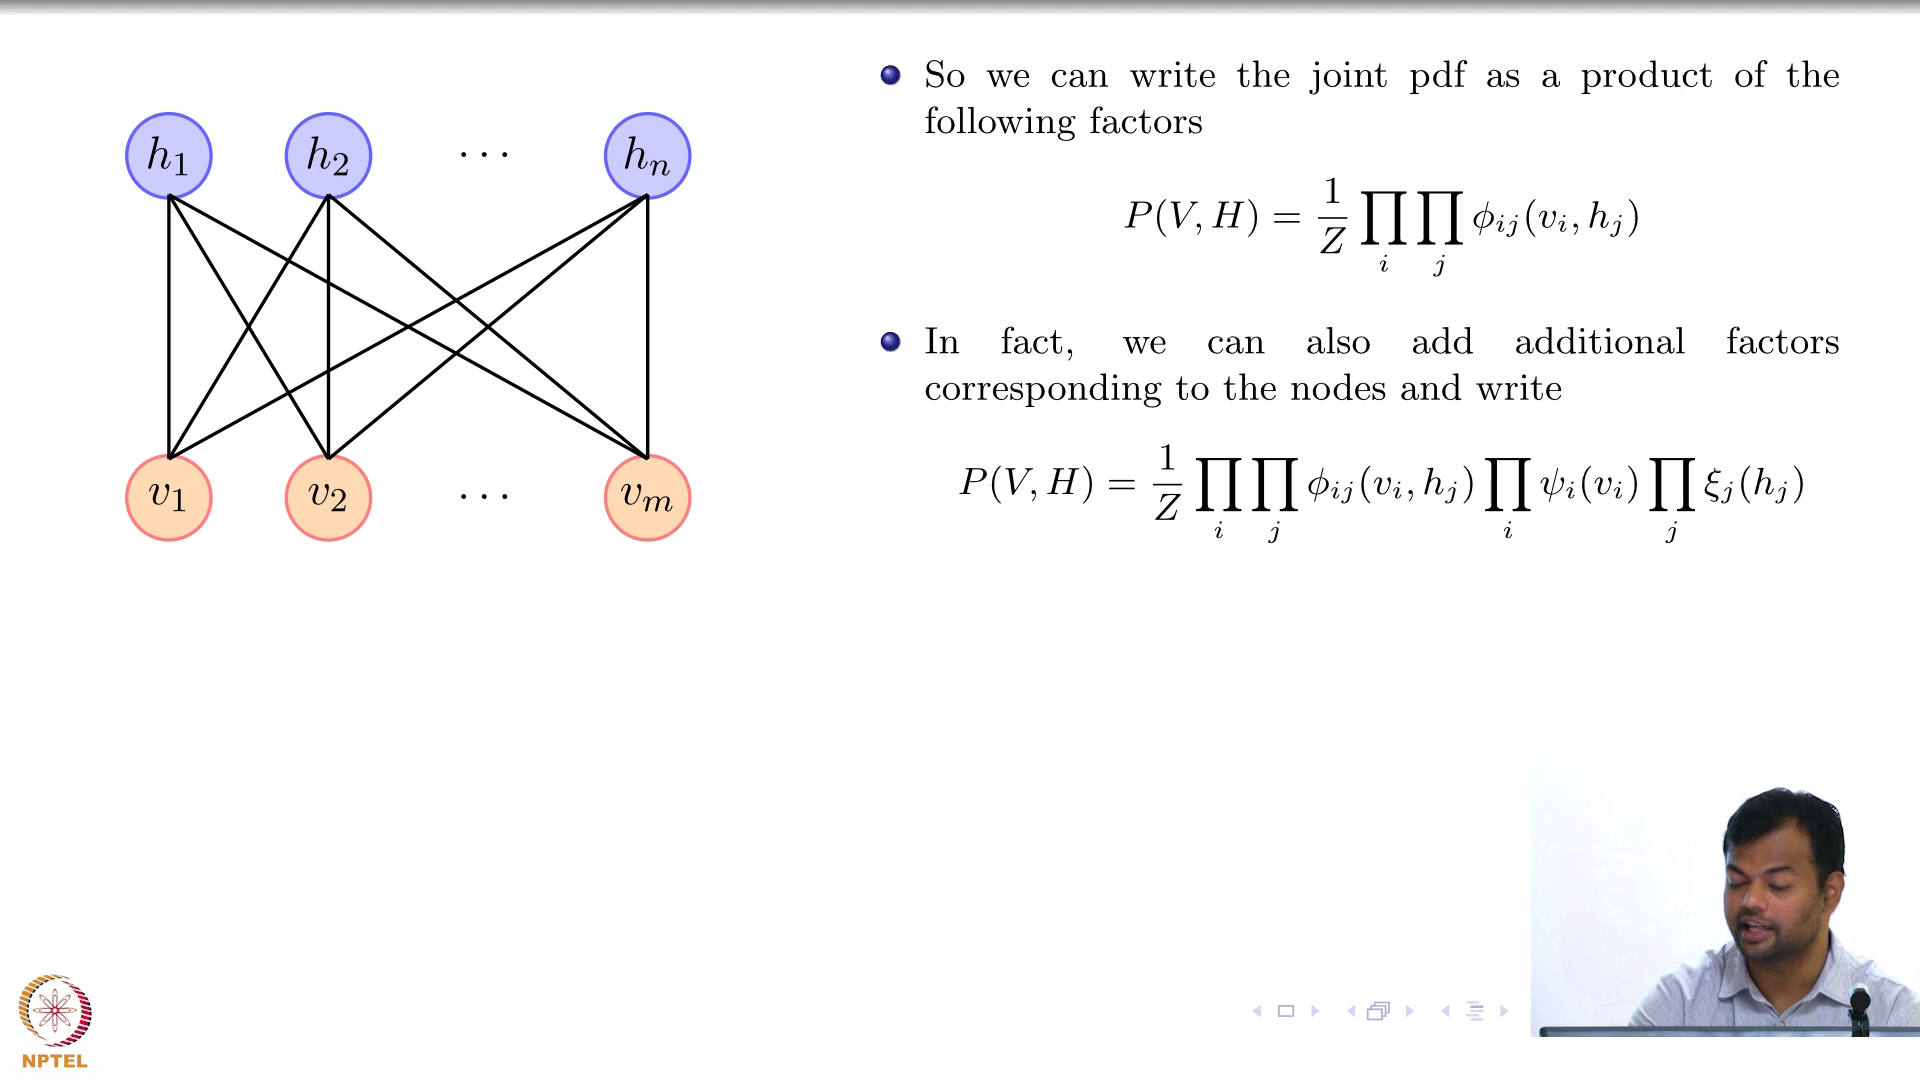 h1 h2 ··· hn
v1 v2 ··· vm
So we can write the joint pdf as a product of the
following factors
P(V, H) = 1/Z ∏i ∏j ϕij(vi, hj)
In fact, we can also add additional factors
corresponding to the nodes and write
P(V, H) = 1/Z ∏i ∏j ϕij(vi, hj) ∏i ψi(vi) ∏j ξj(hj)
NPTEL